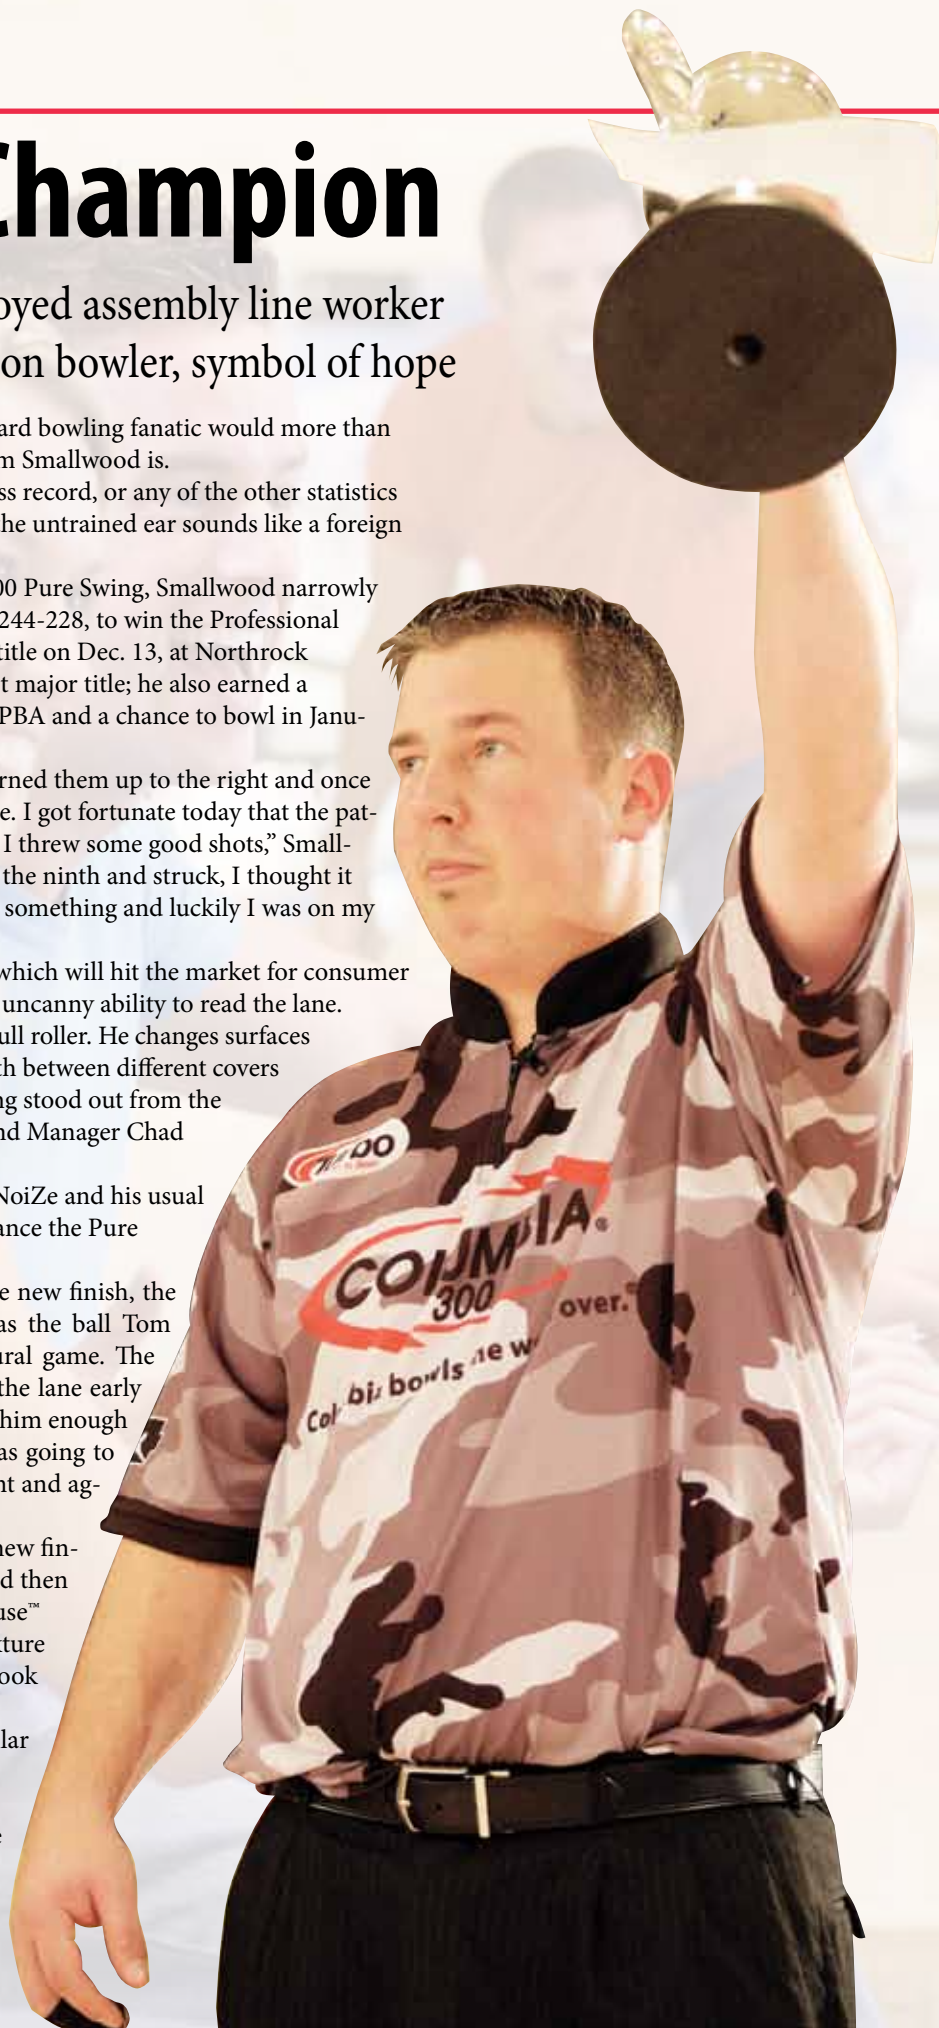 Champion
oyed assembly line worker
on bowler, symbol of hope
ard bowling fanatic would more than
m Smallwood is.
ss record, or any of the other statistics
the untrained ear sounds like a foreign
00 Pure Swing, Smallwood narrowly
244-228, to win the Professional
title on Dec. 13, at Northrock
t major title; he also earned a
PBA and a chance to bowl in Janu-
rned them up to the right and once
e. I got fortunate today that the pat-
I threw some good shots,” Small-
the ninth and struck, I thought it
something and luckily I was on my
which will hit the market for consumer
uncanny ability to read the lane.
ull roller. He changes surfaces
th between different covers
ng stood out from the
nd Manager Chad
NoiZe and his usual
ance the Pure
e new finish, the
as the ball Tom
ural game. The
the lane early
him enough
as going to
nt and ag-
new fin-
d then
use™
xture
ook
lar
e
COLUMBIA®
300
over.
bowls